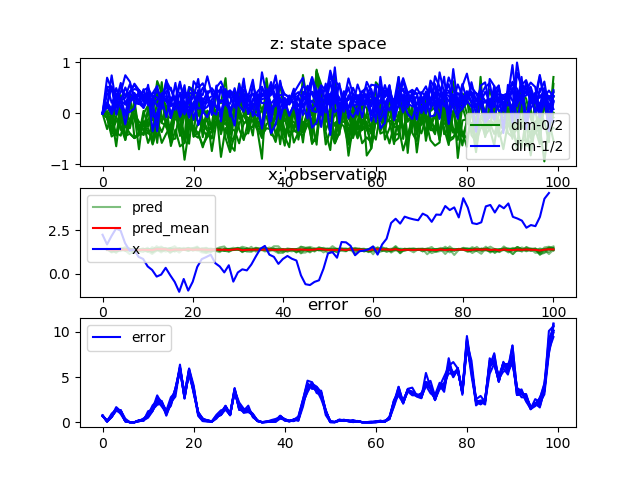 z: state space
1
0
−1
dim-0/2
dim-1/2
0 20 40 60 80 100
x: observation
2.5
0.0
pred
pred_mean
x
0 20 40 60 80 100
error
10
5
0
error
0 20 40 60 80 100